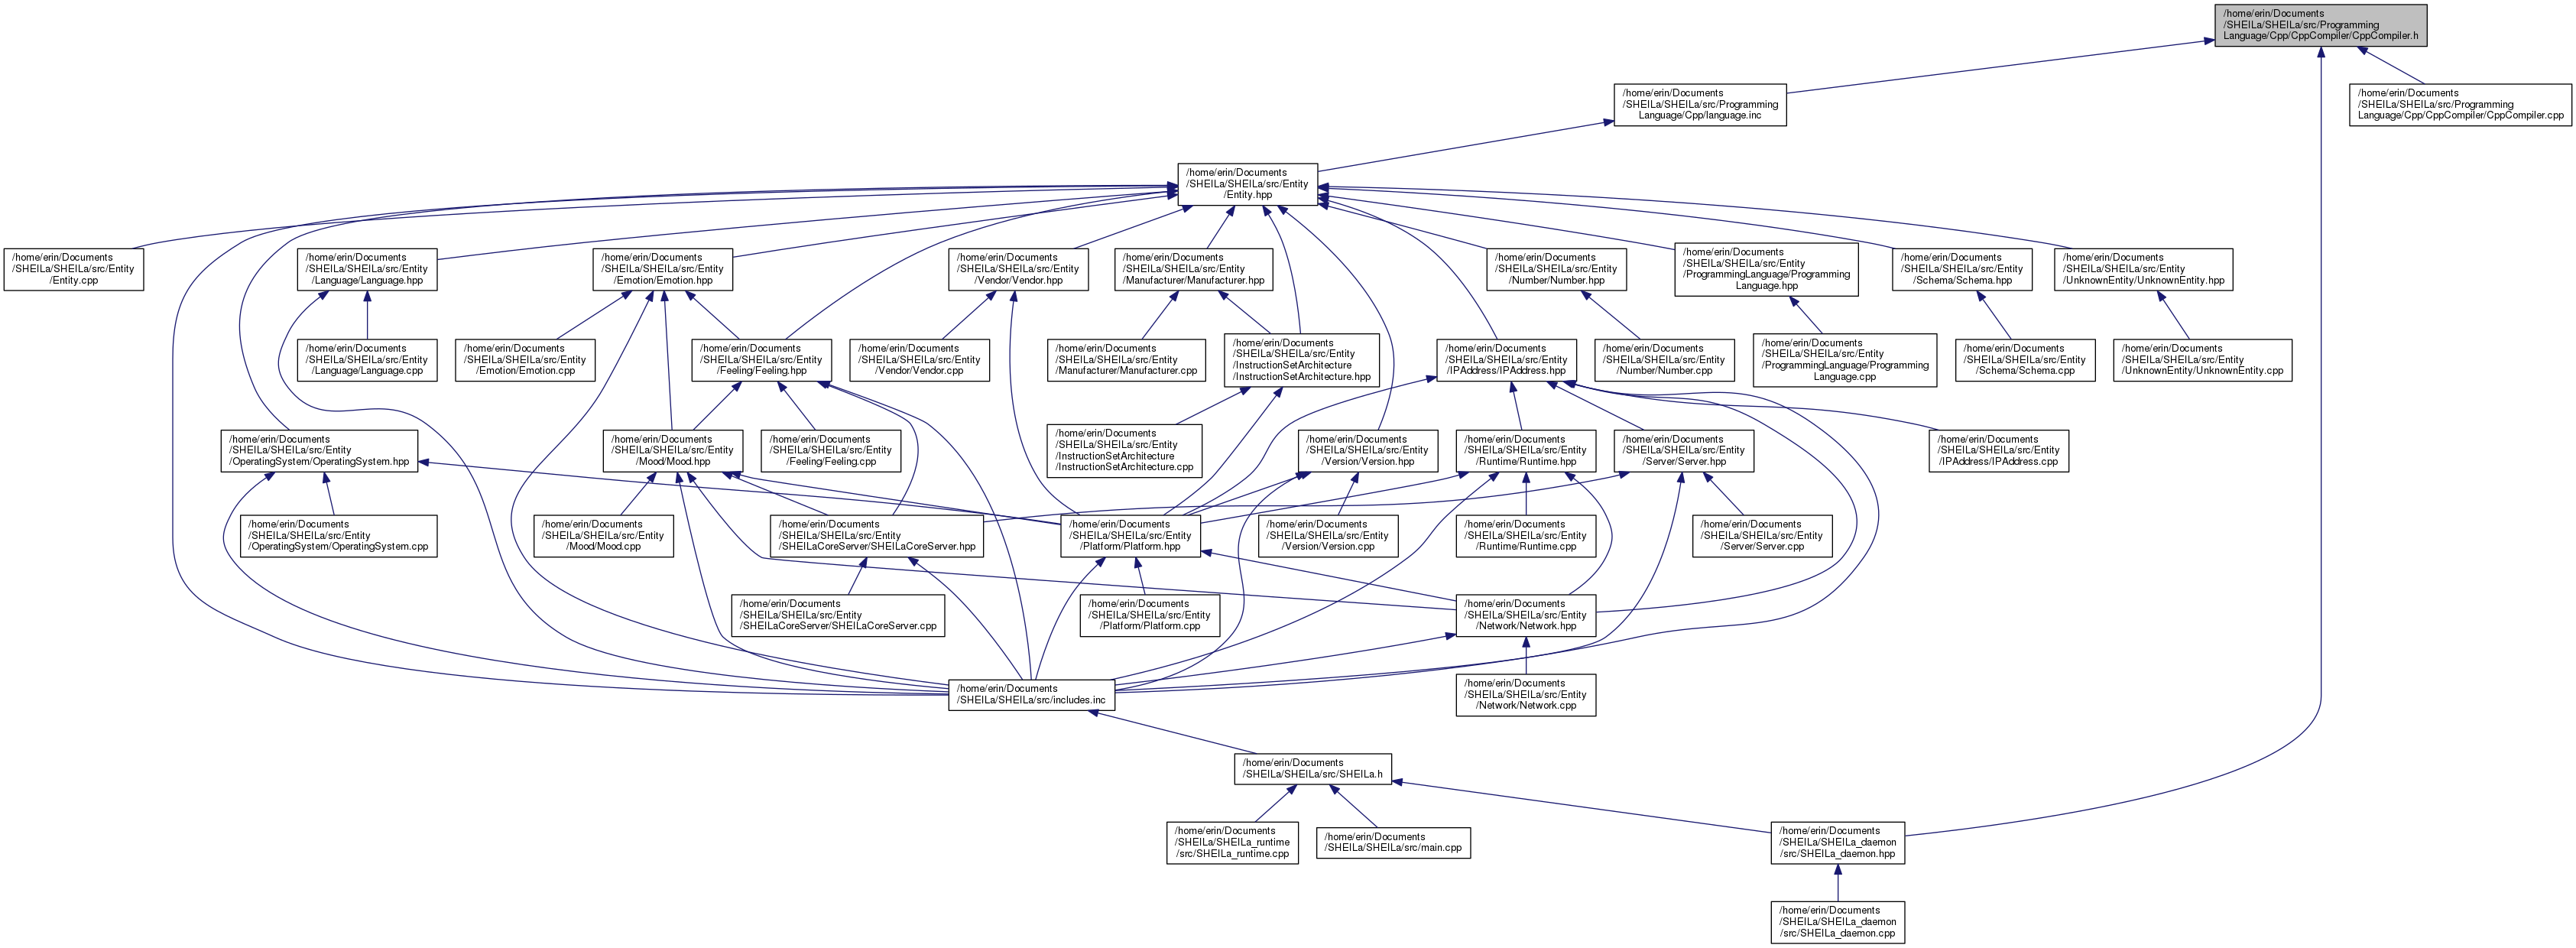 /home/erin/Documents
/SHEILa/SHEILa/src/Programming
Language/Cpp/CppCompiler/CppCompiler.h
/home/erin/Documents
/SHEILa/SHEILa/src/Programming
Language/Cpp/language.inc
/home/erin/Documents
/SHEILa/SHEILa/src/Programming
Language/Cpp/CppCompiler/CppCompiler.cpp
/home/erin/Documents
/SHEILa/SHEILa/src/Entity
/Entity.hpp
/home/erin/Documents
/SHEILa/SHEILa/src/Entity
/Entity.cpp
/home/erin/Documents
/SHEILa/SHEILa/src/Entity
/Language/Language.hpp
/home/erin/Documents
/SHEILa/SHEILa/src/Entity
/Emotion/Emotion.hpp
/home/erin/Documents
/SHEILa/SHEILa/src/Entity
/Vendor/Vendor.hpp
/home/erin/Documents
/SHEILa/SHEILa/src/Entity
/Manufacturer/Manufacturer.hpp
/home/erin/Documents
/SHEILa/SHEILa/src/Entity
/Number/Number.hpp
/home/erin/Documents
/SHEILa/SHEILa/src/Entity
/ProgrammingLanguage/Programming
Language.hpp
/home/erin/Documents
/SHEILa/SHEILa/src/Entity
/Schema/Schema.hpp
/home/erin/Documents
/SHEILa/SHEILa/src/Entity
/UnknownEntity/UnknownEntity.hpp
/home/erin/Documents
/SHEILa/SHEILa/src/Entity
/Language/Language.cpp
/home/erin/Documents
/SHEILa/SHEILa/src/Entity
/Emotion/Emotion.cpp
/home/erin/Documents
/SHEILa/SHEILa/src/Entity
/Feeling/Feeling.hpp
/home/erin/Documents
/SHEILa/SHEILa/src/Entity
/Vendor/Vendor.cpp
/home/erin/Documents
/SHEILa/SHEILa/src/Entity
/Manufacturer/Manufacturer.cpp
/home/erin/Documents
/SHEILa/SHEILa/src/Entity
/InstructionSetArchitecture
/InstructionSetArchitecture.hpp
/home/erin/Documents
/SHEILa/SHEILa/src/Entity
/IPAddress/IPAddress.hpp
/home/erin/Documents
/SHEILa/SHEILa/src/Entity
/Number/Number.cpp
/home/erin/Documents
/SHEILa/SHEILa/src/Entity
/ProgrammingLanguage/Programming
Language.cpp
/home/erin/Documents
/SHEILa/SHEILa/src/Entity
/Schema/Schema.cpp
/home/erin/Documents
/SHEILa/SHEILa/src/Entity
/UnknownEntity/UnknownEntity.cpp
/home/erin/Documents
/SHEILa/SHEILa/src/Entity
/OperatingSystem/OperatingSystem.hpp
/home/erin/Documents
/SHEILa/SHEILa/src/Entity
/Mood/Mood.hpp
/home/erin/Documents
/SHEILa/SHEILa/src/Entity
/Feeling/Feeling.cpp
/home/erin/Documents
/SHEILa/SHEILa/src/Entity
/InstructionSetArchitecture
/InstructionSetArchitecture.cpp
/home/erin/Documents
/SHEILa/SHEILa/src/Entity
/Version/Version.hpp
/home/erin/Documents
/SHEILa/SHEILa/src/Entity
/Runtime/Runtime.hpp
/home/erin/Documents
/SHEILa/SHEILa/src/Entity
/Server/Server.hpp
/home/erin/Documents
/SHEILa/SHEILa/src/Entity
/IPAddress/IPAddress.cpp
/home/erin/Documents
/SHEILa/SHEILa/src/Entity
/OperatingSystem/OperatingSystem.cpp
/home/erin/Documents
/SHEILa/SHEILa/src/Entity
/Mood/Mood.cpp
/home/erin/Documents
/SHEILa/SHEILa/src/Entity
/SHEILaCoreServer/SHEILaCoreServer.hpp
/home/erin/Documents
/SHEILa/SHEILa/src/Entity
/Platform/Platform.hpp
/home/erin/Documents
/SHEILa/SHEILa/src/Entity
/Version/Version.cpp
/home/erin/Documents
/SHEILa/SHEILa/src/Entity
/Runtime/Runtime.cpp
/home/erin/Documents
/SHEILa/SHEILa/src/Entity
/Server/Server.cpp
/home/erin/Documents
/SHEILa/SHEILa/src/Entity
/SHEILaCoreServer/SHEILaCoreServer.cpp
/home/erin/Documents
/SHEILa/SHEILa/src/Entity
/Platform/Platform.cpp
/home/erin/Documents
/SHEILa/SHEILa/src/Entity
/Network/Network.hpp
/home/erin/Documents
/SHEILa/SHEILa/src/includes.inc
/home/erin/Documents
/SHEILa/SHEILa/src/Entity
/Network/Network.cpp
/home/erin/Documents
/SHEILa/SHEILa/src/SHEILa.h
/home/erin/Documents
/SHEILa/SHEILa_runtime
/src/SHEILa_runtime.cpp
/home/erin/Documents
/SHEILa/SHEILa/src/main.cpp
/home/erin/Documents
/SHEILa/SHEILa_daemon
/src/SHEILa_daemon.hpp
/home/erin/Documents
/SHEILa/SHEILa_daemon
/src/SHEILa_daemon.cpp